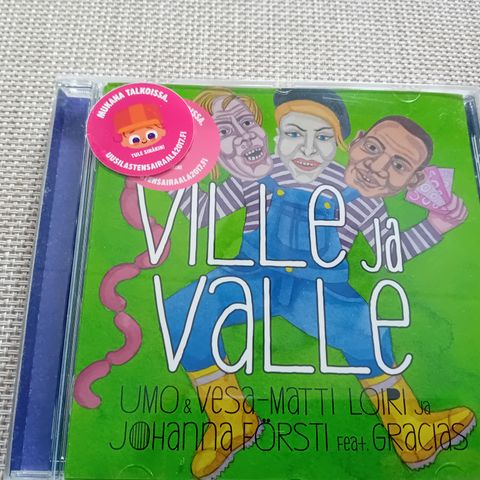 MUKANA TALKOISSA.
TULE SINÄKIN!
UUSILASTENSAIRAALA2017.FI
VILLE ja
VALLE
UMO & Vesa-Matti LOIRI ja
JOHanna FÖRSTI Feat. GRACIAS